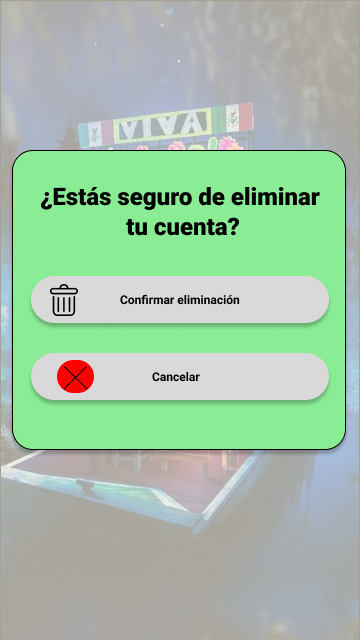 VIVA
¿Estás seguro de eliminar
tu cuenta?
Confirmar eliminación
Cancelar